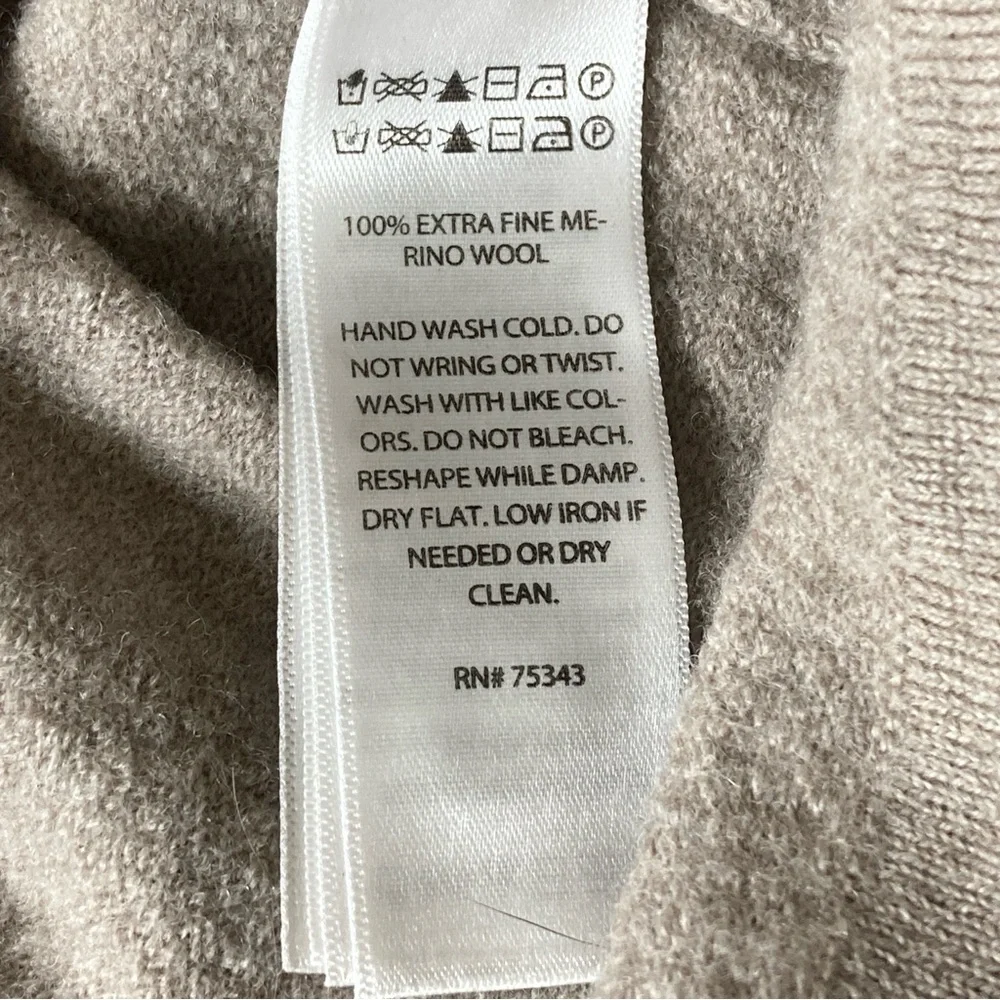 P
P
100% EXTRA FINE ME-
RINO WOOL
HAND WASH COLD. DO
NOT WRING OR TWIST.
WASH WITH LIKE COL-
ORS. DO NOT BLEACH.
RESHAPE WHILE DAMP.
DRY FLAT. LOW IRON IF
NEEDED OR DRY
CLEAN.
RN# 75343